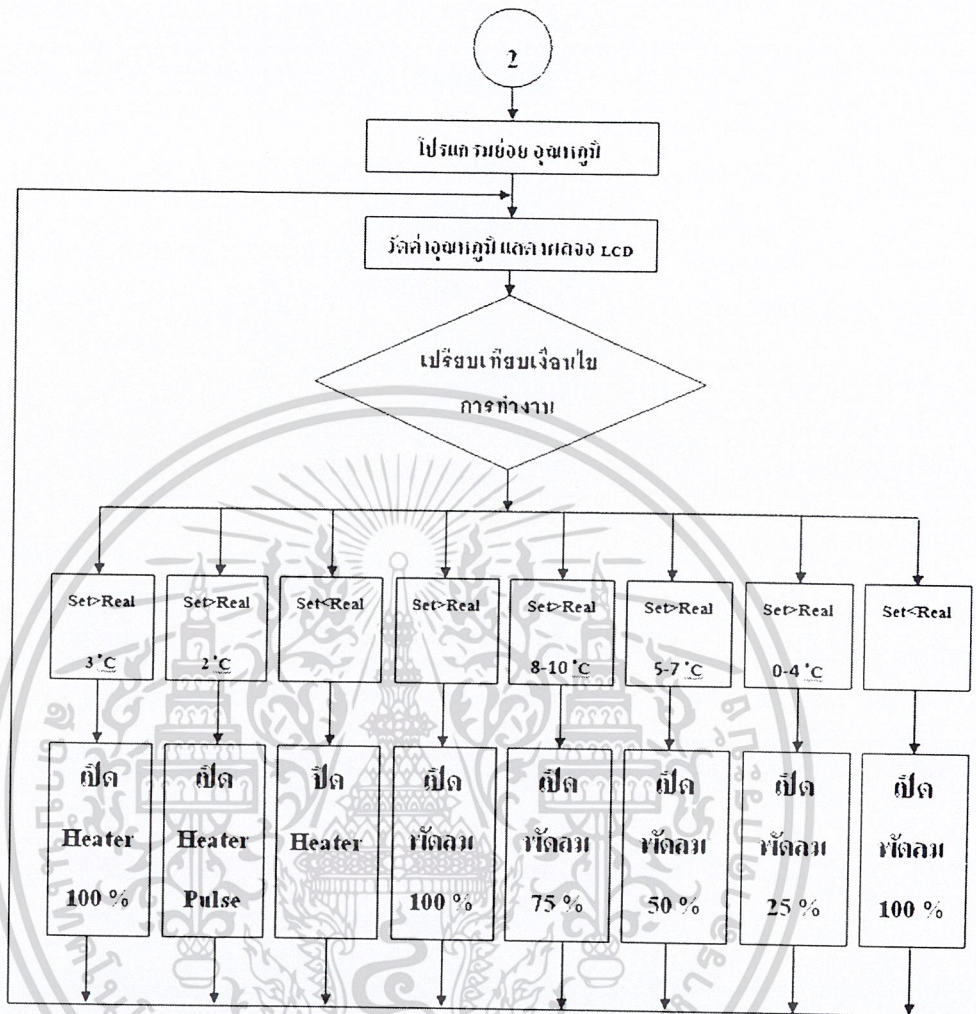 2
โปรแกรมย่อย อุณหภูมิ
วัดค่าอุณหภูมิ แสดงผลจอ LCD
เปรียบเทียบเงื่อนไข
การทำงาน
Set>Real
3 °C
Set>Real
2 °C
Set<Real
Set>Real
Set>Real
8-10 °C
Set>Real
5-7 °C
Set>Real
0-4 °C
Set<Real
เปิด
Heater
100 %
เปิด
Heater
Pulse
ปิด
Heater
เปิด
พัดลม
100 %
เปิด
พัดลม
75 %
เปิด
พัดลม
50 %
เปิด
พัดลม
25 %
เปิด
พัดลม
100 %